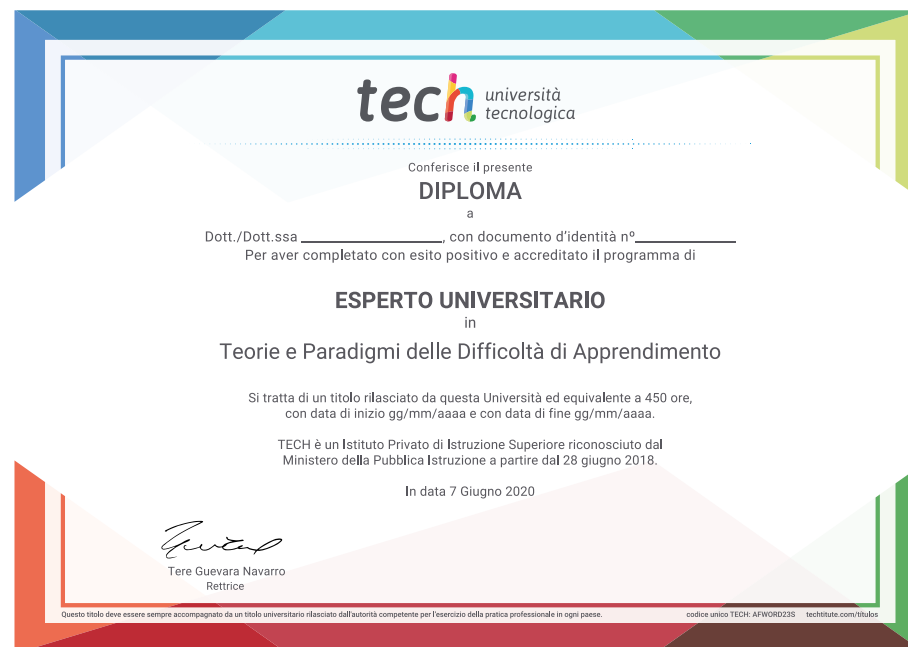 tech università
tecnologica
Conferisce il presente
DIPLOMA
a
Dott./Dott.ssa ____________________, con documento d'identità nº______________
Per aver completato con esito positivo e accreditato il programma di
ESPERTO UNIVERSITARIO
in
Teorie e Paradigmi delle Difficoltà di Apprendimento
Si tratta di un titolo rilasciato da questa Università ed equivalente a 450 ore,
con data di inizio gg/mm/aaaa e con data di fine gg/mm/aaaa.
TECH è un Istituto Privato di Istruzione Superiore riconosciuto dal
Ministero della Pubblica Istruzione a partire dal 28 giugno 2018.
In data 7 Giugno 2020
Tere Guevara Navarro
Rettrice
Questo titolo deve essere sempre accompagnato da un titolo universitario rilasciato dall'autorità competente per l'esercizio della pratica professionale in ogni paese. codice unico TECH: AFWORD23S techtitute.com/titulos